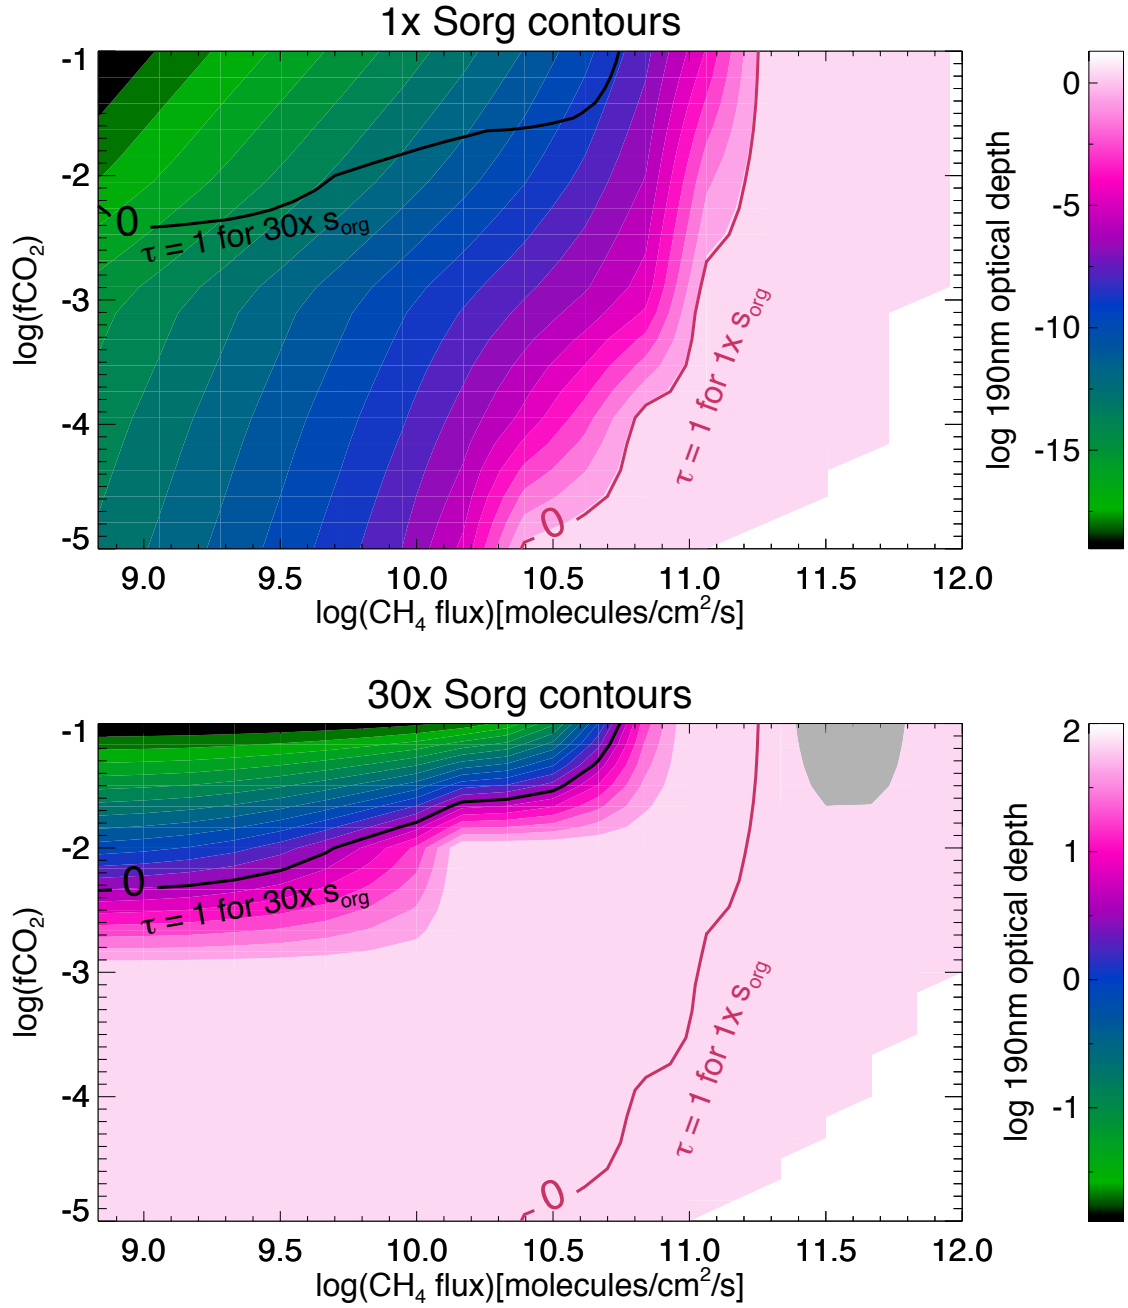 1x Sorg contours
-1
-2
-3
-4
-5
log(fCO₂)
0
τ = 1 for 30x s_org
τ = 1 for 1x s_org
0
9.0 9.5 10.0 10.5 11.0 11.5 12.0
log(CH₄ flux)[molecules/cm²/s]
0
-5
-10
-15
log 190nm optical depth
30x Sorg contours
-1
-2
-3
-4
-5
log(fCO₂)
0
τ = 1 for 30x s_org
τ = 1 for 1x s_org
0
9.0 9.5 10.0 10.5 11.0 11.5 12.0
log(CH₄ flux)[molecules/cm²/s]
2
1
0
-1
log 190nm optical depth